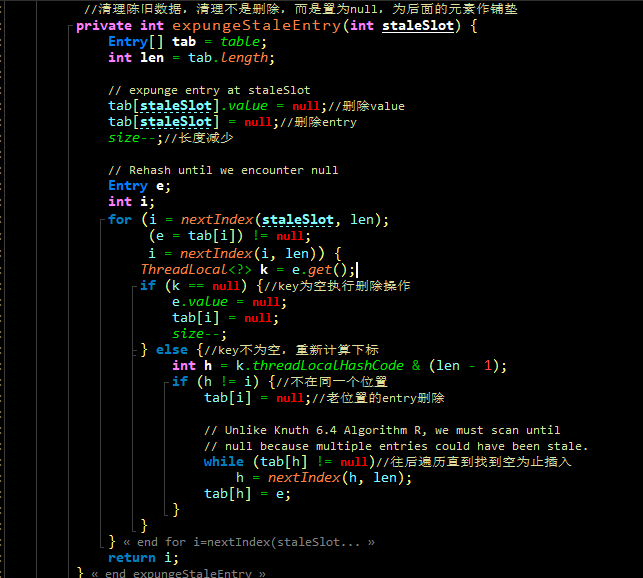 //清理陈旧数据，清理不是删除，而是置为null，为后面的元素作铺垫
private int expungeStaleEntry(int staleSlot) {
Entry[] tab = table;
int len = tab.length;
// expunge entry at staleSlot
tab[staleSlot].value = null;//删除value
tab[staleSlot] = null;//删除entry
size--;//长度减少
// Rehash until we encounter null
Entry e;
int i;
for (i = nextIndex(staleSlot, len);
(e = tab[i]) != null;
i = nextIndex(i, len)) {
ThreadLocal<?> k = e.get();
if (k == null) {//key为空执行删除操作
e.value = null;
tab[i] = null;
size--;
} else {//key不为空，重新计算下标
int h = k.threadLocalHashCode & (len - 1);
if (h != i) {//不在同一个位置
tab[i] = null;//老位置的entry删除
// Unlike Knuth 6.4 Algorithm R, we must scan until
// null because multiple entries could have been stale.
while (tab[h] != null)//往后遍历直到找到空为止插入
h = nextIndex(h, len);
tab[h] = e;
}
}
} « end for i=nextIndex(staleSlot... »
return i;
} « end expungeStaleEntry »